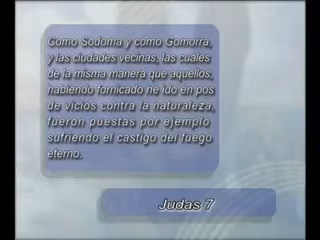 Como Sodoma y como Gomorra,
y las ciudades vecinas, las cuales
de la misma manera que aquellos,
habiendo fornicado he ido en pos
de vicios contra la naturaleza,
fueron puestas por ejemplo
sufriendo el castigo del fuego
eterno.
Judas 7